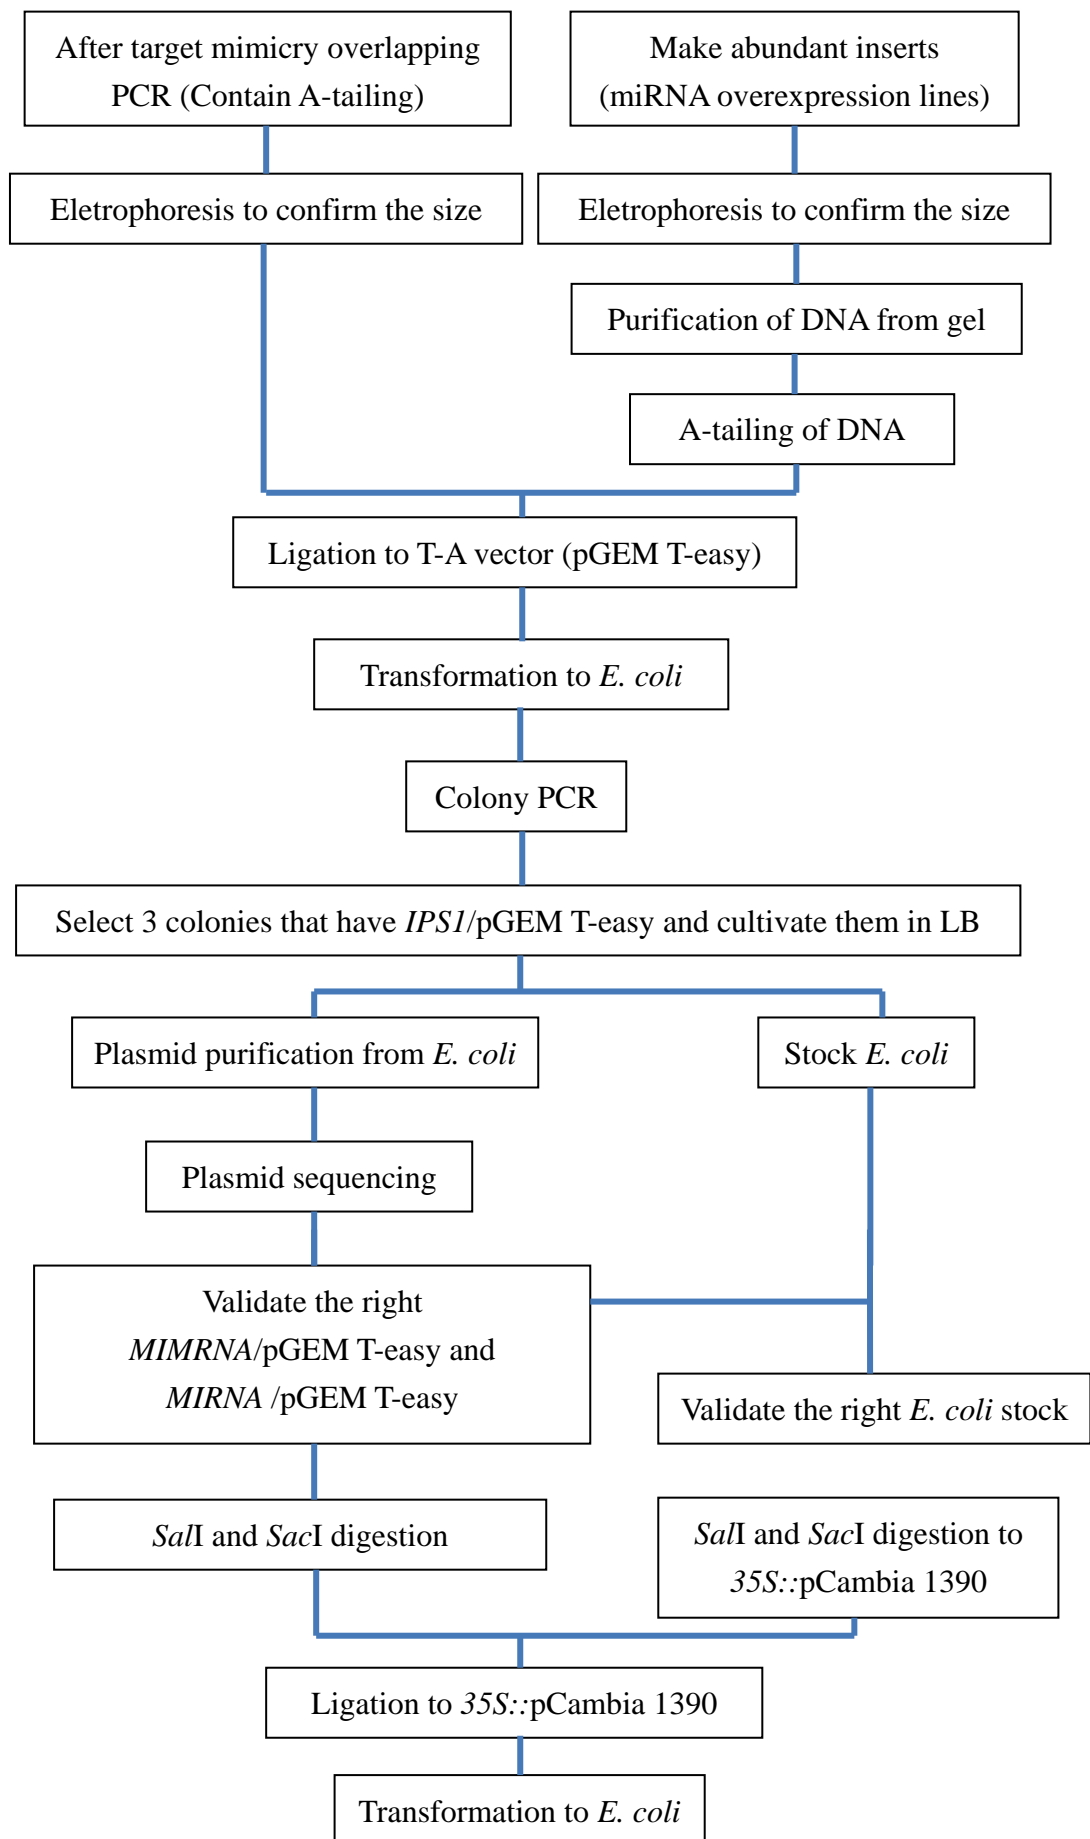 After target mimicry overlapping
PCR (Contain A-tailing)
Make abundant inserts
(miRNA overexpression lines)
Eletrophoresis to confirm the size
Eletrophoresis to confirm the size
Purification of DNA from gel
A-tailing of DNA
Ligation to T-A vector (pGEM T-easy)
Transformation to E. coli
Colony PCR
Select 3 colonies that have IPS1/pGEM T-easy and cultivate them in LB
Plasmid purification from E. coli
Stock E. coli
Plasmid sequencing
Validate the right
MIMRNA/pGEM T-easy and
MIRNA /pGEM T-easy
Validate the right E. coli stock
SalI and SacI digestion
SalI and SacI digestion to
35S::pCambia 1390
Ligation to 35S::pCambia 1390
Transformation to E. coli